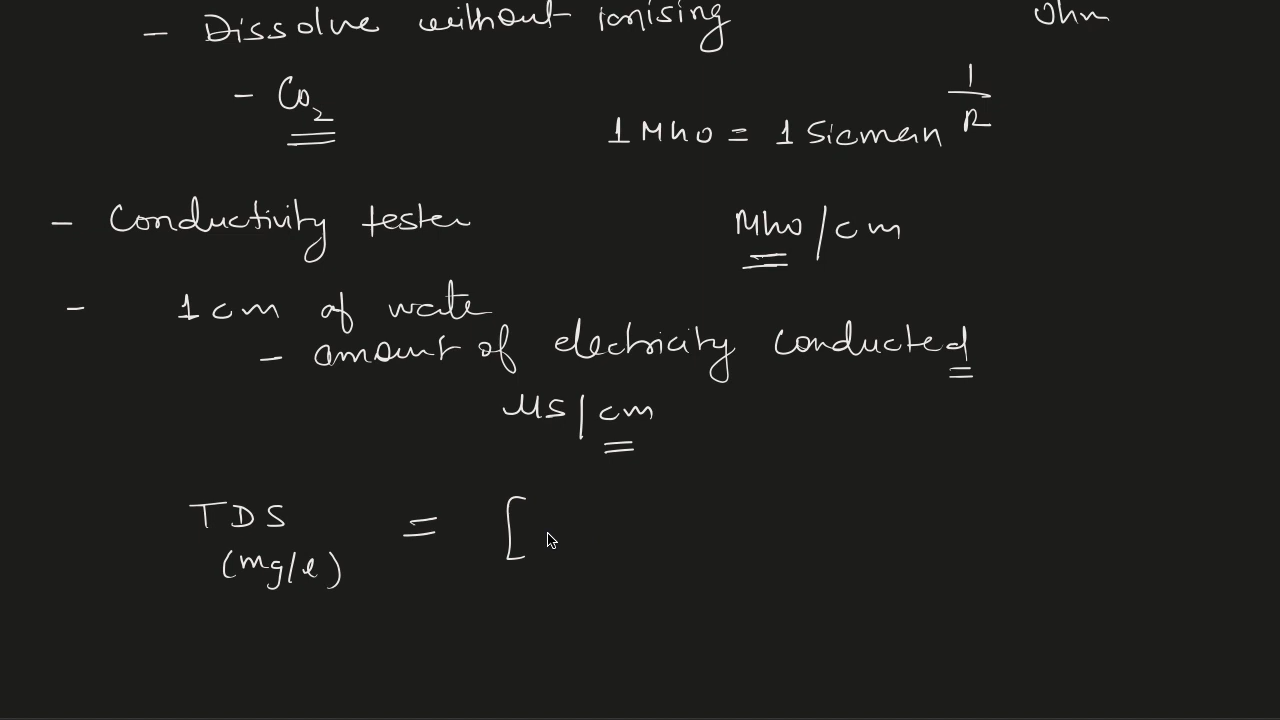 - Dissolve without ionising
Ohm
- CO2
1/R
1 Mho = 1 Siemen
- Conductivity tester
Mho/cm
- 1 cm of wate
- amount of electricity conducted
µs/cm
TDS = [
(mg/l)